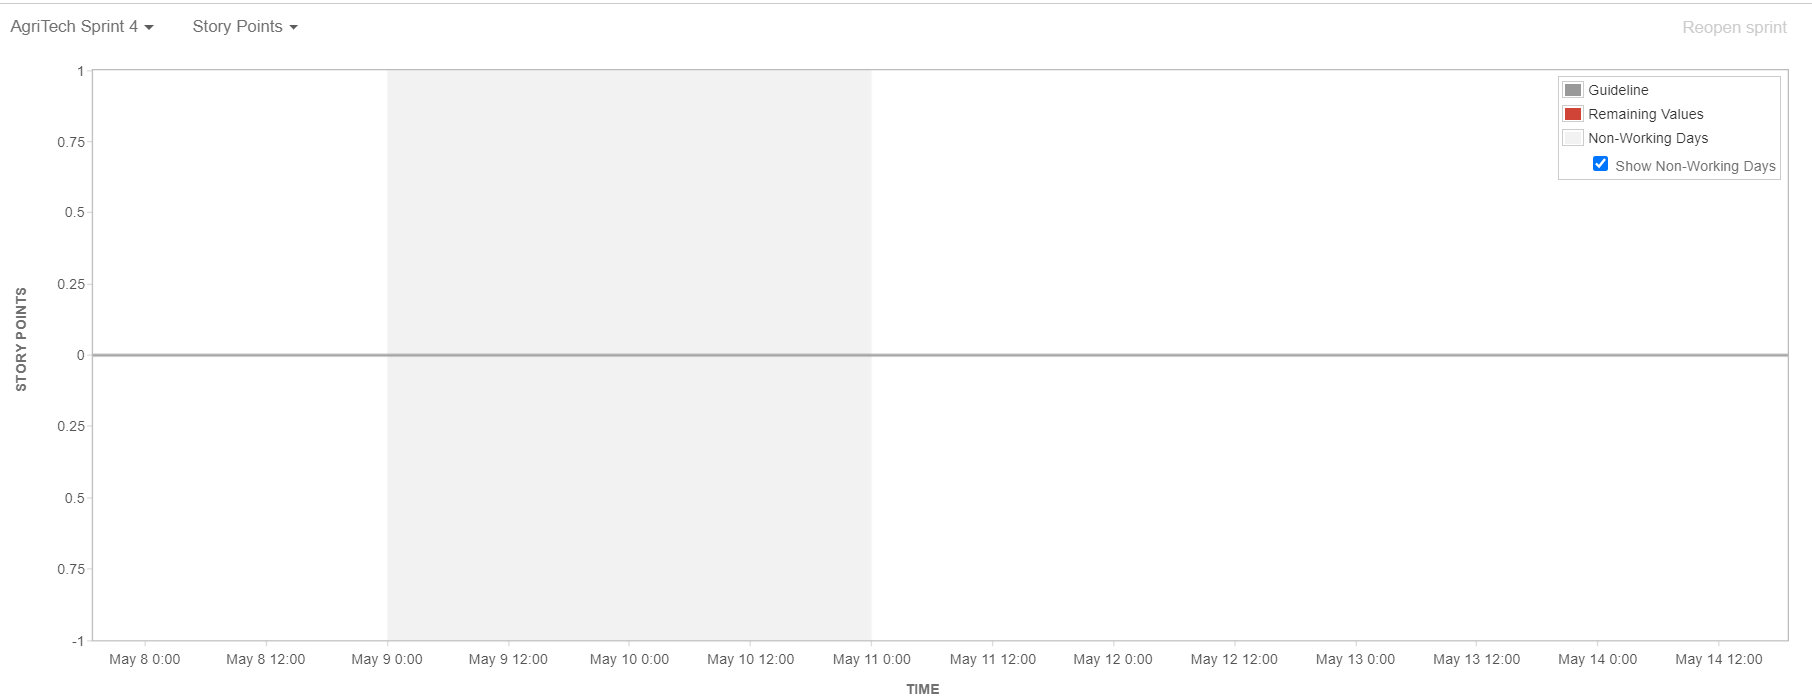 AgriTech Sprint 4 Story Points Reopen sprint
Guideline
Remaining Values
Non-Working Days
Show Non-Working Days
1
0.75
0.5
0.25
0
0.25
0.5
0.75
-1
STORY POINTS
May 8 0:00 May 8 12:00 May 9 0:00 May 9 12:00 May 10 0:00 May 10 12:00 May 11 0:00 May 11 12:00 May 12 0:00 May 12 12:00 May 13 0:00 May 13 12:00 May 14 0:00 May 14 12:00
TIME